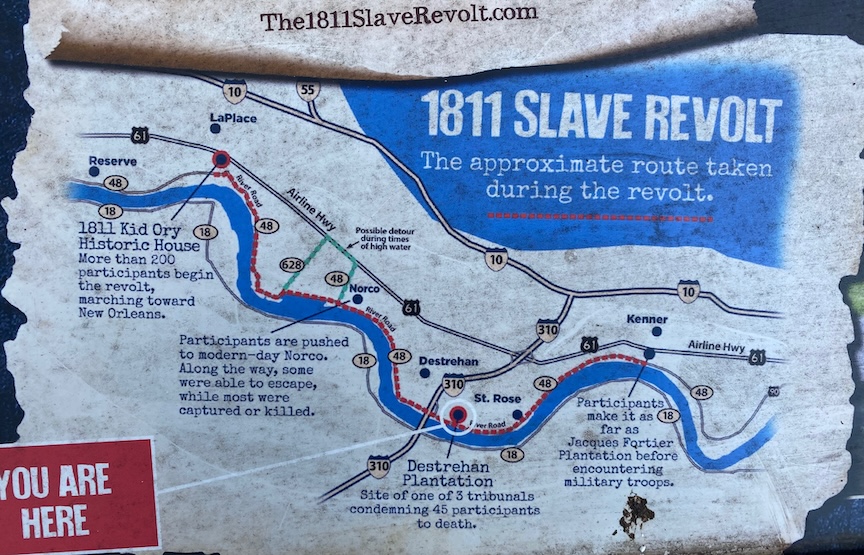 The1811SlaveRevolt.com
1811 SLAVE REVOLT
The approximate route taken
during the revolt.
10
55
LaPlace
61
Reserve
48
18
River Road
Airline Hwy
18
48
1811 Kid Ory
Historic House
More than 200
participants begin
the revolt,
marching toward
New Orleans.
Possible detour
during times
of high water
628
48
Norco
River Road
61
10
10
310
Kenner
61
Airline Hwy
61
Participants are pushed
to modern-day Norco.
Along the way, some
were able to escape,
while most were
captured or killed.
18
48
Destrehan
310
St. Rose
48
River Road
18
48
90
18
Participants
make it as
far as
Jacques Fortier
Plantation before
encountering
military troops.
310
Destrehan
Plantation
Site of one of 3 tribunals
condemning 45 participants
to death.
YOU ARE
HERE